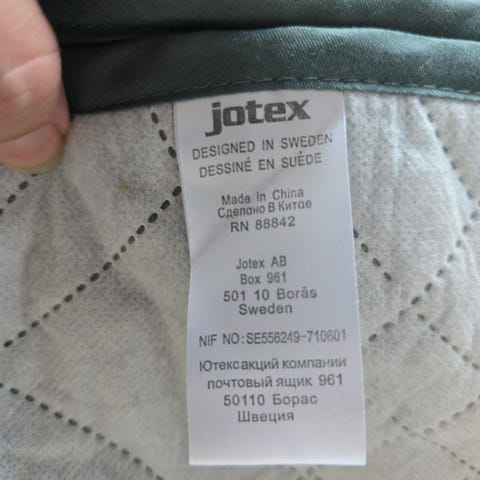 jotex
DESIGNED IN SWEDEN
DESSINÉ EN SUÈDE
Made in China
Сделано В Китае
RN 88842
Jotex AB
Box 961
501 10 Borås
Sweden
NIF NO:SE556249-710601
Ютексакций компании
почтовый ящик 961
50110 Борас
Швеция